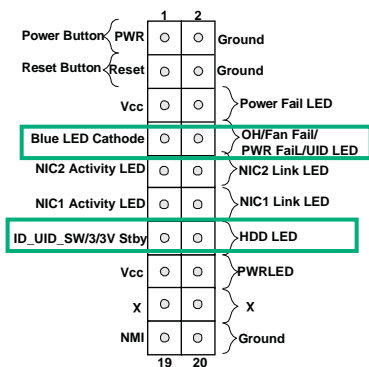 1 2
Power Button PWR Ground
Reset Button Reset Ground
Vcc Power Fail LED
Blue LED Cathode OH/Fan Fail/
PWR FaiL/UID LED
NIC2 Activity LED NIC2 Link LED
NIC1 Activity LED NIC1 Link LED
ID_UID_SW/3/3V Stby HDD LED
Vcc PWRLED
X X
NMI Ground
19 20